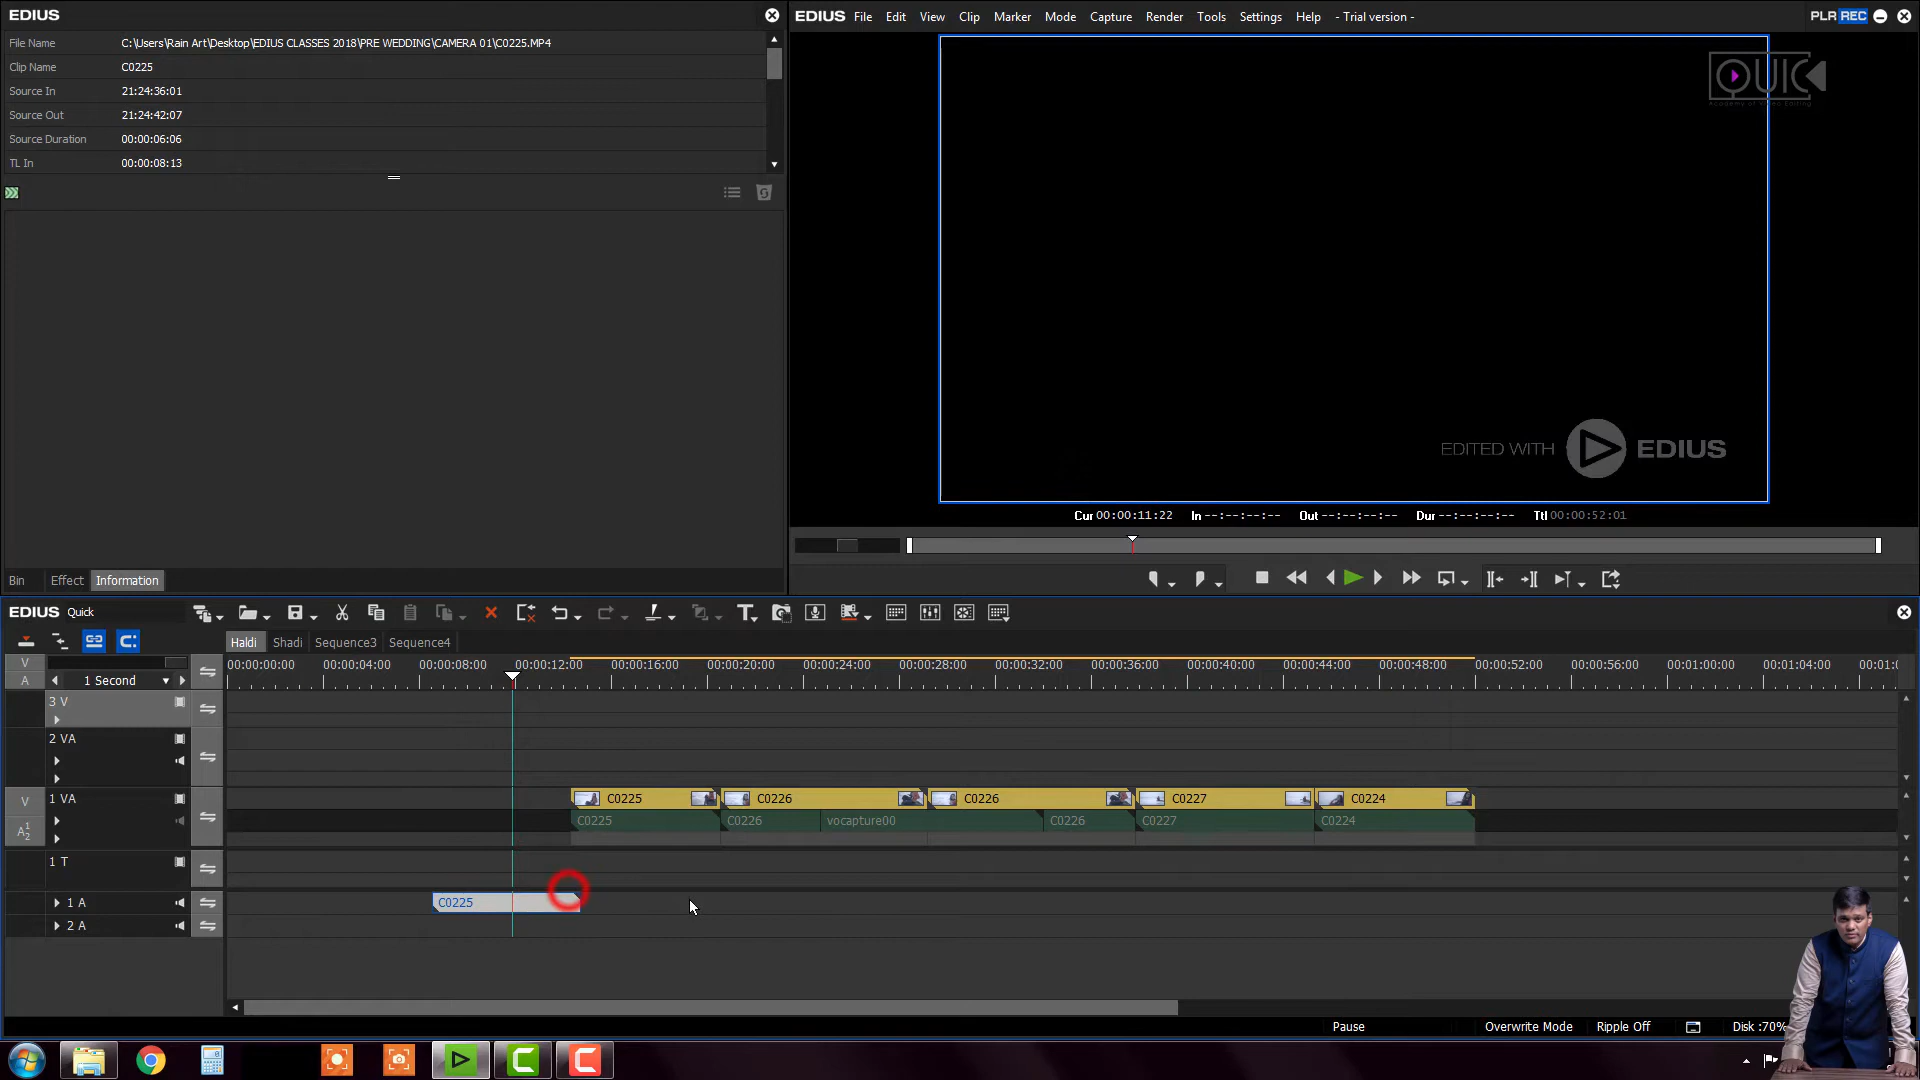 EDIUS
File Name C:\Users\Rain Art\Desktop\EDIUS CLASSES 2018\PRE WEDDING\CAMERA 01\C0225.MP4
Clip Name C0225
Source In 21:24:36:01
Source Out 21:24:42:07
Source Duration 00:00:06:06
TL In 00:00:08:13
Bin Effect Information
EDIUS File Edit View Clip Marker Mode Capture Render Tools Settings Help - Trial version - PLR REC
QUIC
EDITED WITH EDIUS
Cur 00:00:11:22 In --:--:--:-- Out --:--:--:-- Dur --:--:--:-- Ttl 00:00:52:01
EDIUS Quick
Haldi Shadi Sequence3 Sequence4
V 00:00:00:00 00:00:04:00 00:00:08:00 00:00:12:00 00:00:16:00 00:00:20:00 00:00:24:00 00:00:28:00 00:00:32:00 00:00:36:00 00:00:40:00 00:00:44:00 00:00:48:00 00:00:52:00 00:00:56:00 00:01:00:00 00:01:04:00
A 1 Second
3 V
2 VA
V 1 VA C0225 C0226 C0226 C0227 C0224
A 1 2 C0225 C0226 vocapture00 C0226 C0227 C0224
1 T
1 A C0225
2 A
Pause Overwrite Mode Ripple Off Disk :70%